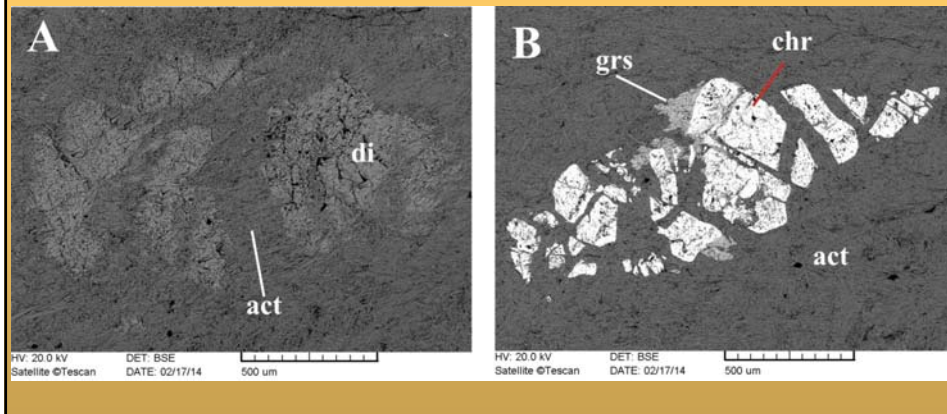 A
di
act
HV: 20.0 kV DET: BSE
Satellite ©Tescan DATE: 02/17/14 500 um
B
chr
grs
act
HV: 20.0 kV DET: BSE
Satellite ©Tescan DATE: 02/17/14 500 um